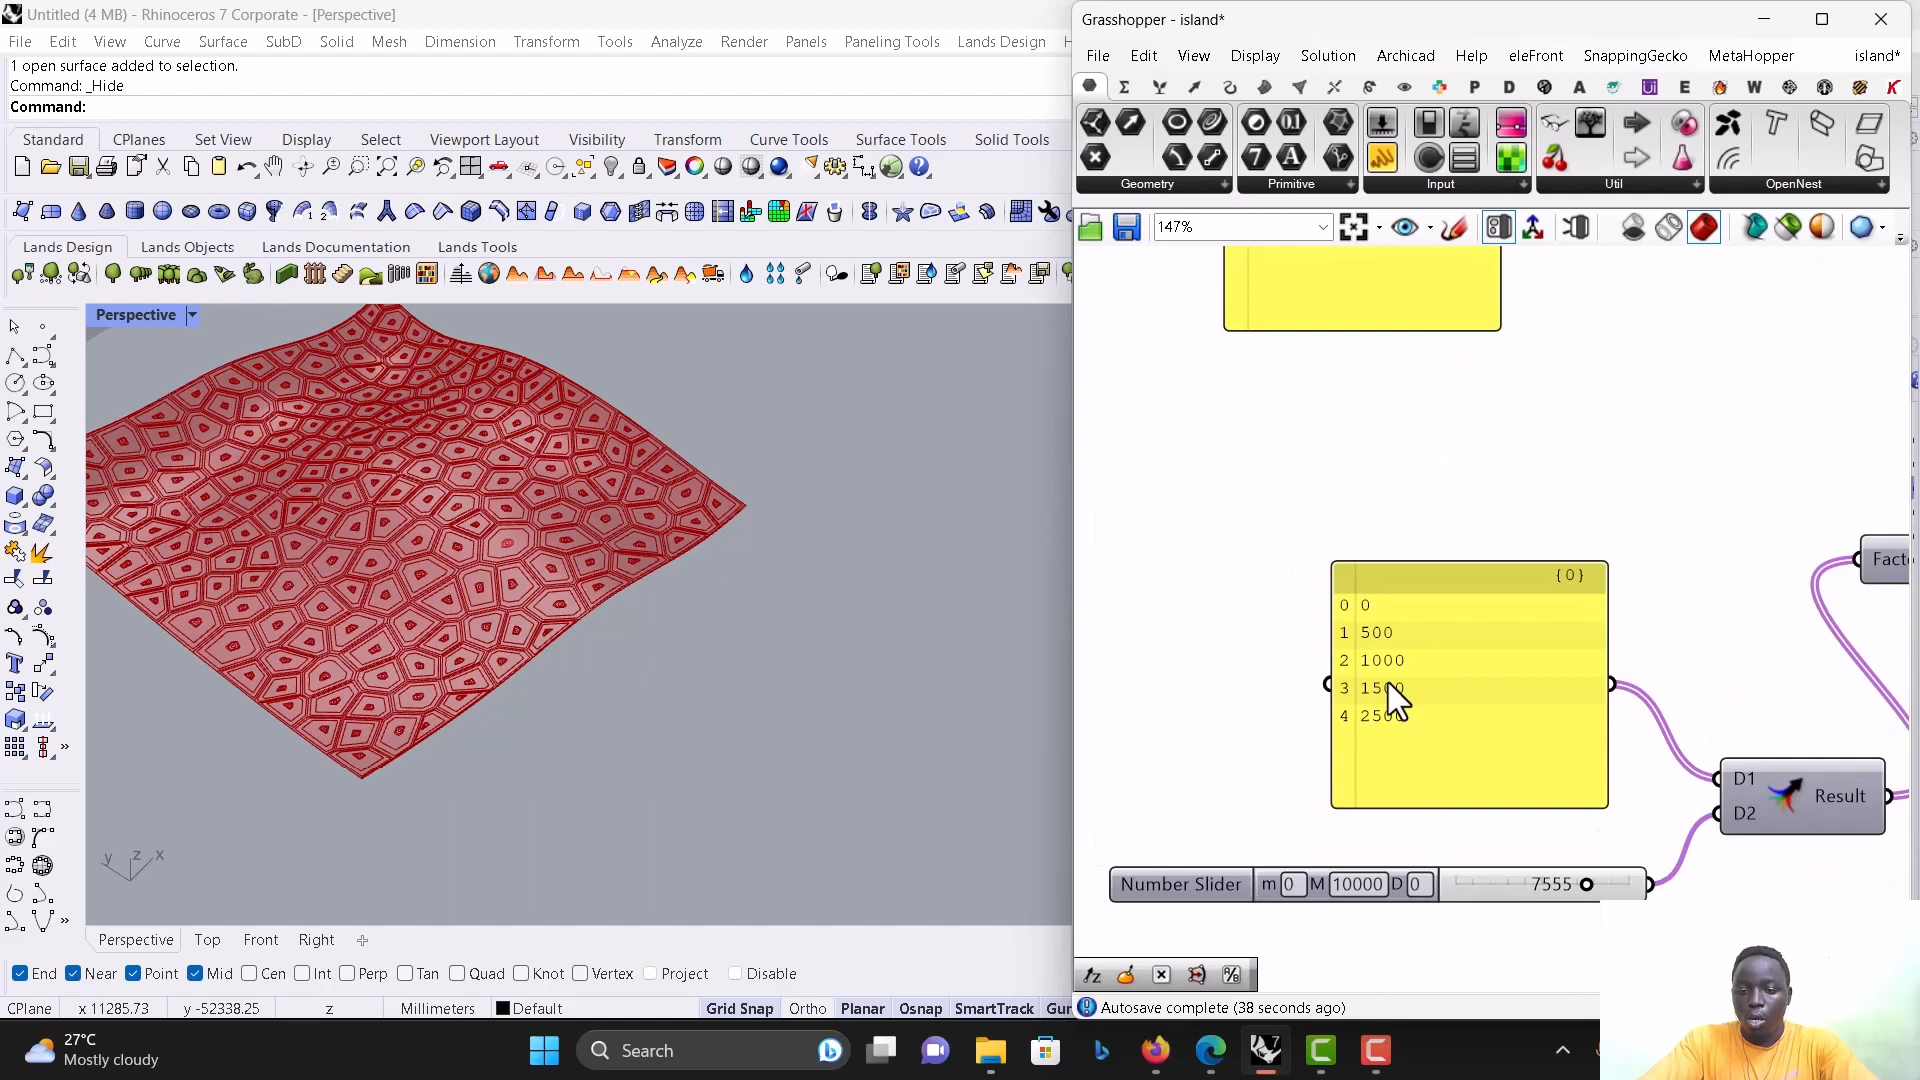 Untitled (4 MB) - Rhinoceros 7 Corporate - [Perspective]
File Edit View Curve Surface SubD Solid Mesh Dimension Transform Tools Analyze Render Panels Paneling Tools Lands Design
1 open surface added to selection.
Command: _Hide
Command:
Standard CPlanes Set View Display Select Viewport Layout Visibility Transform Curve Tools Surface Tools Solid Tools
Lands Design Lands Objects Lands Documentation Lands Tools
Perspective
y z x
Perspective Top Front Right
End Near Point Mid Cen Int Perp Tan Quad Knot Vertex Project Disable
CPlane x 11285.73 y -52338.25 z Millimeters Default Grid Snap Ortho Planar Osnap SmartTrack Gum
Grasshopper - island*
File Edit View Display Solution Archicad Help eleFront SnappingGecko MetaHopper island*
P D A Ui E W K
Geometry Primitive Input Util OpenNest
147%
{0}
0 0
1 500
2 1000
3 1500
4 2500
Facto
D1
D2
Result
Number Slider m 0 M 10000 D 0 7555
Autosave complete (38 seconds ago)
27°C
Mostly cloudy
Search